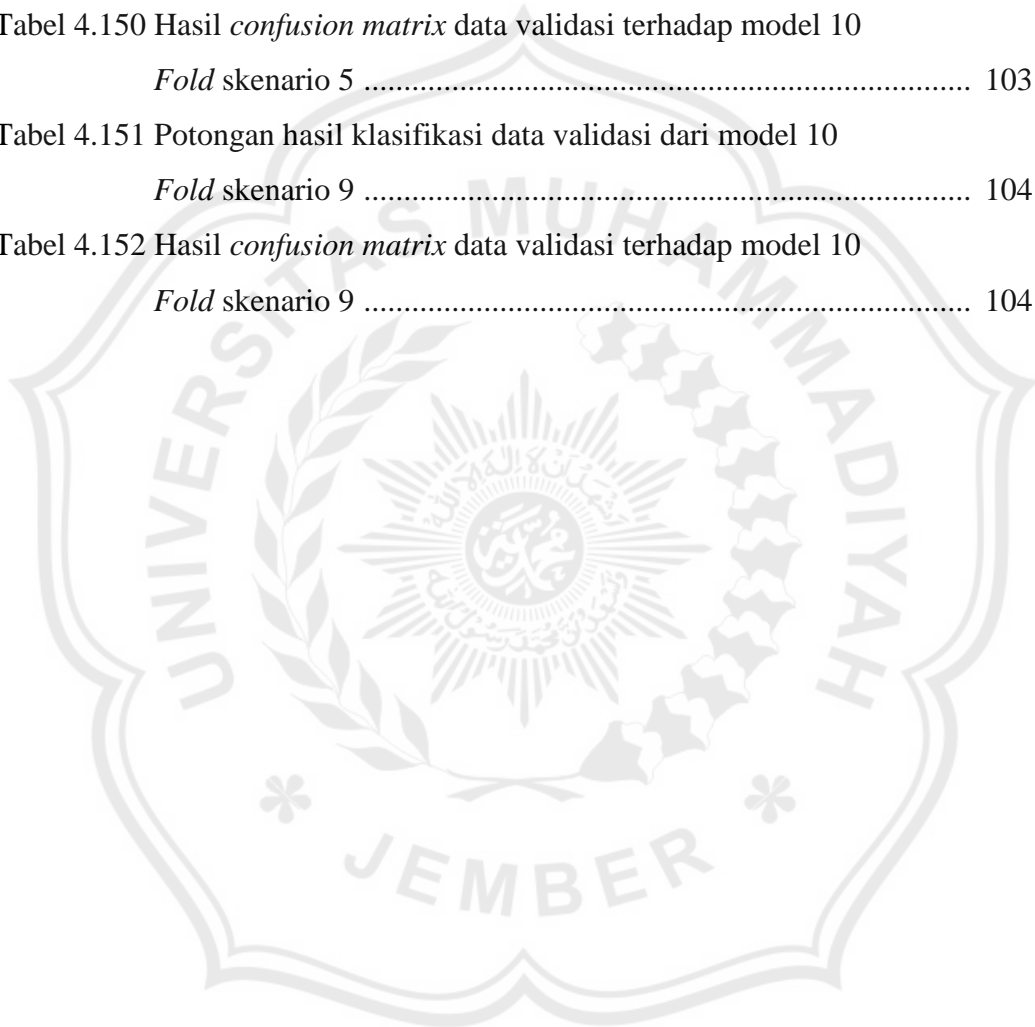 Tabel 4.150 Hasil confusion matrix data validasi terhadap model 10
Fold skenario 5 .......................................................................... 103
Tabel 4.151 Potongan hasil klasifikasi data validasi dari model 10
Fold skenario 9 .......................................................................... 104
Tabel 4.152 Hasil confusion matrix data validasi terhadap model 10
Fold skenario 9 .......................................................................... 104
UNIVERSITAS MUHAMMADIYAH
JEMBER